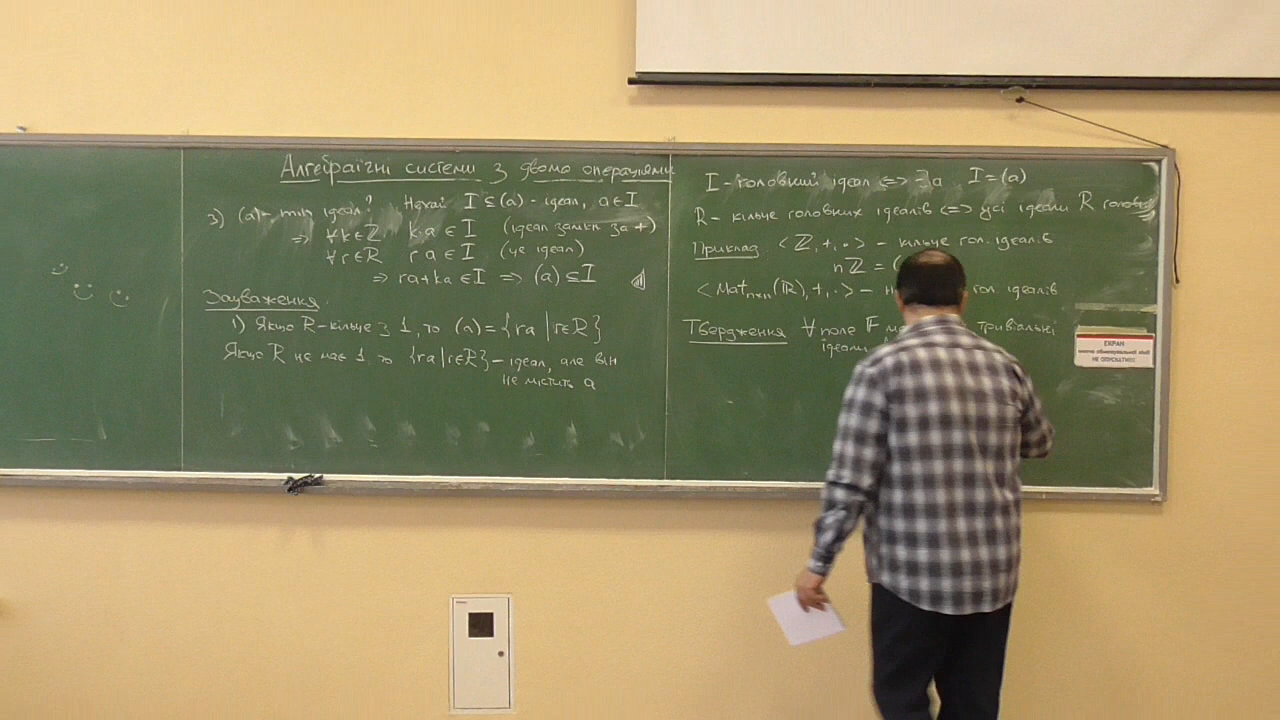 Алгебраїчні системи з двома операціями
3) (a) - min ідеал? Нехай I ⊆ (a) - ідеал, a ∈ I
⇒ ∀k∈ℤ ka ∈ I (ідеал замкн за +)
∀r∈R ra ∈ I (це ідеал)
⇒ ra+ka ∈ I ⇒ (a) ⊆ I
Зауваження.
1) Якщо R-кільце з 1, то (a) = {ra | r∈R}
Якщо R не має 1 то {ra | r∈R} - ідеал, але він
не містить a
I - головний ідеал ⇔ ∃a I = (a)
R - кільце головних ідеалів ⇔ усі ідеали R головні
Приклад. <ℤ, +, ·> - кільце гол. ідеалів
nℤ = (
<Mat_{n×n}(ℝ), +, ·> - гол ідеалів
Твердження ∀ поле F тривіальні
ідеали
ЕКРАН
НЕ ОПУСКАТИ!!!